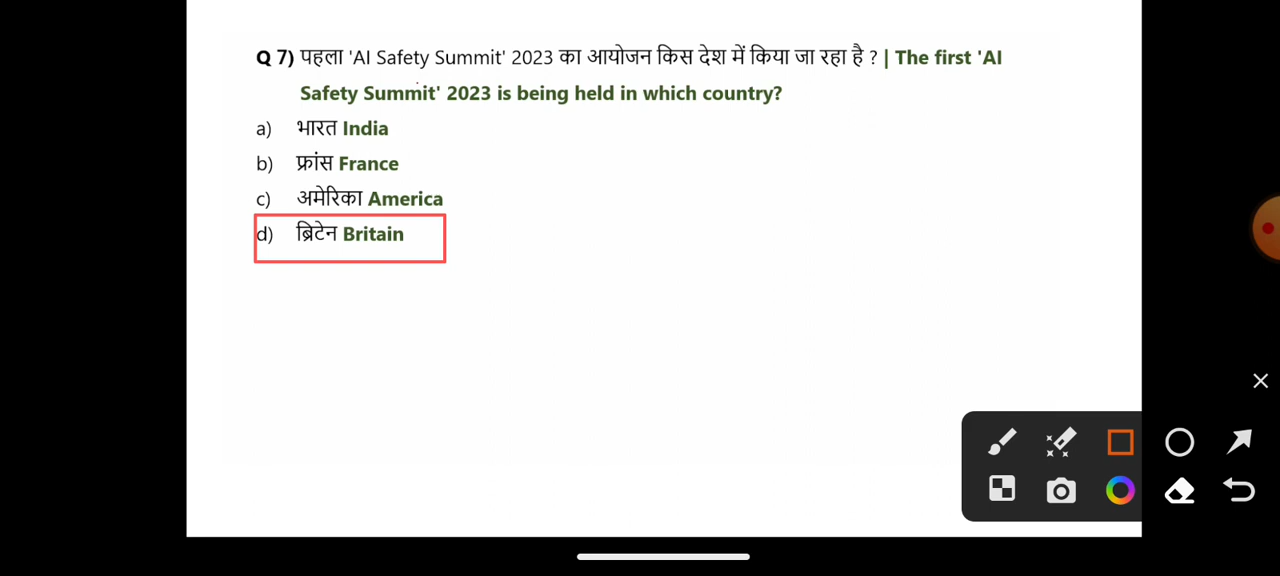 Q 7) पहला 'AI Safety Summit' 2023 का आयोजन किस देश में किया जा रहा है ? | The first 'AI
Safety Summit' 2023 is being held in which country?
a) भारत India
b) फ्रांस France
c) अमेरिका America
d) ब्रिटेन Britain